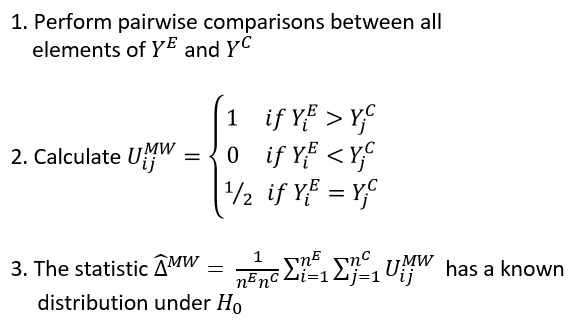 1. Perform pairwise comparisons between all
elements of Y^E and Y^C
1 if Y_i^E > Y_j^C
2. Calculate U_ij^MW = { 0 if Y_i^E < Y_j^C
1/2 if Y_i^E = Y_j^C
3. The statistic Δ̂^MW = 1/(n^E n^C) ∑_{i=1}^{n^E} ∑_{j=1}^{n^C} U_ij^MW has a known
distribution under H_0